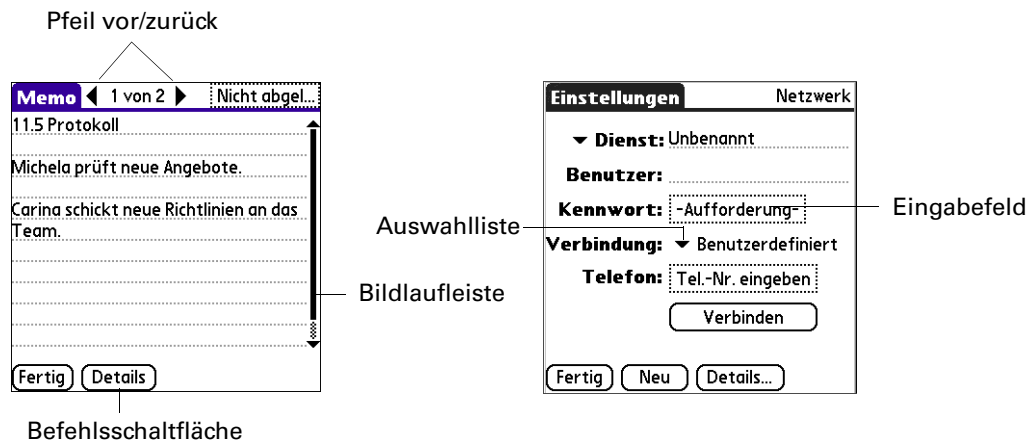 Pfeil vor/zurück
Memo 1 von 2 Nicht abgel...
11.5 Protokoll
Michela prüft neue Angebote.
Carina schickt neue Richtlinien an das
Team.
Fertig Details
Bildlaufleiste
Befehlsschaltfläche
Einstellungen Netzwerk
Dienst: Unbenannt
Benutzer:
Kennwort: -Aufforderung-
Verbindung: Benutzerdefiniert
Telefon: Tel.-Nr. eingeben
Verbinden
Fertig Neu Details...
Auswahlliste
Eingabefeld